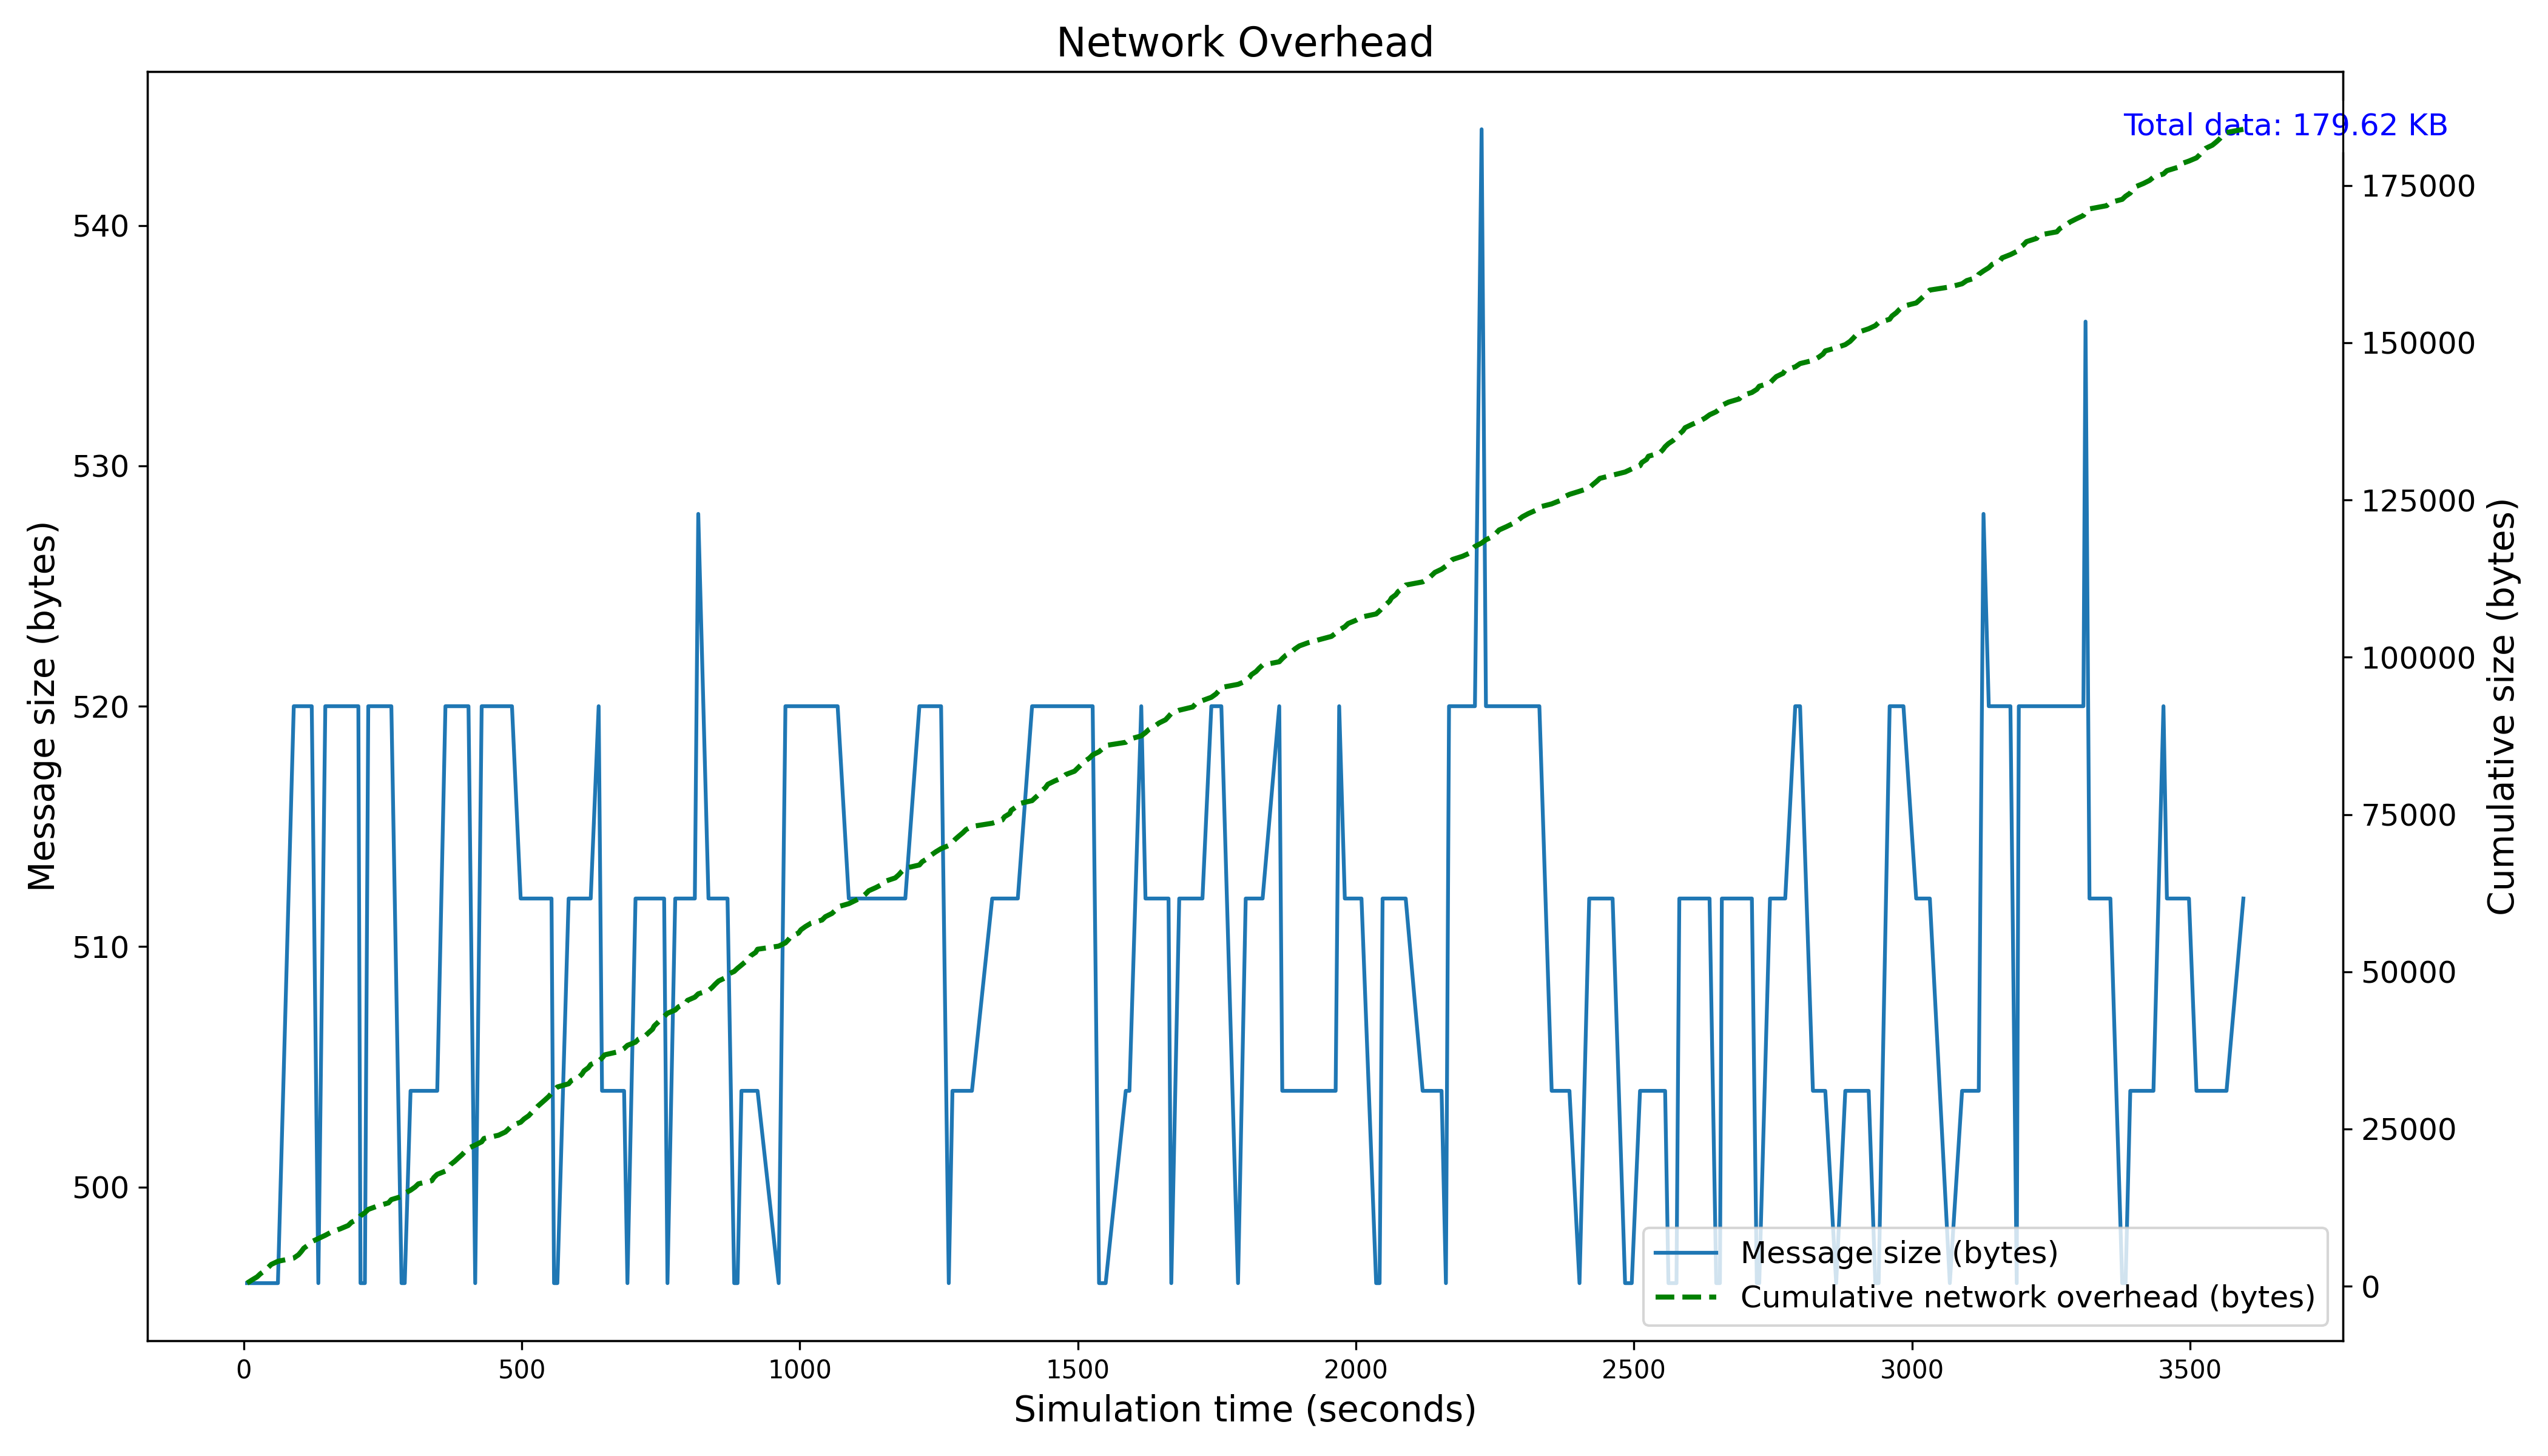 Network Overhead
Total data: 179.62 KB
540
530
520
510
500
Message size (bytes)
175000
150000
125000
100000
75000
50000
25000
0
Cumulative size (bytes)
Message size (bytes)
Cumulative network overhead (bytes)
0 500 1000 1500 2000 2500 3000 3500
Simulation time (seconds)